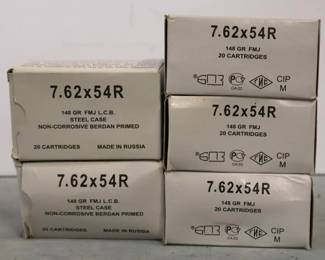 7.62x54R
148 GR FMJ L.C.B.
STEEL CASE
NON-CORROSIVE BERDAN PRIMED
20 CARTRIDGES MADE IN RUSSIA
7.62x54R
148 GR FMJ L.C.B.
STEEL CASE
NON-CORROSIVE BERDAN PRIMED
20 CARTRIDGES MADE IN RUSSIA
7.62x54R
148 GR FMJ
20 CARTRIDGES
CIP
M
7.62x54R
148 GR FMJ
20 CARTRIDGES
CIP
M
7.62x54R
148 GR FMJ
20 CARTRIDGES
CIP
M